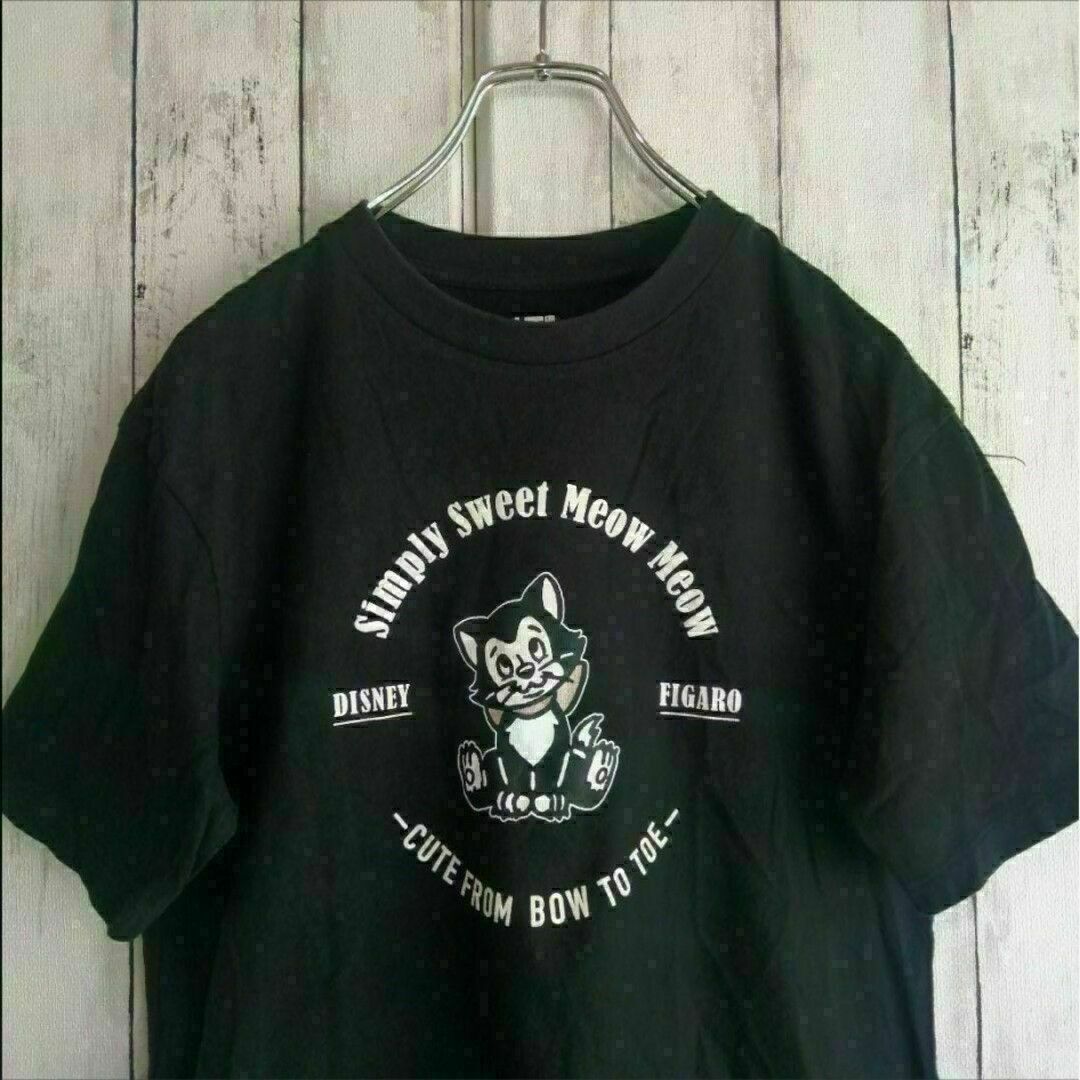 Simply Sweet Meow Meow
DISNEY
FIGARO
-CUTE FROM BOW TO TOE-